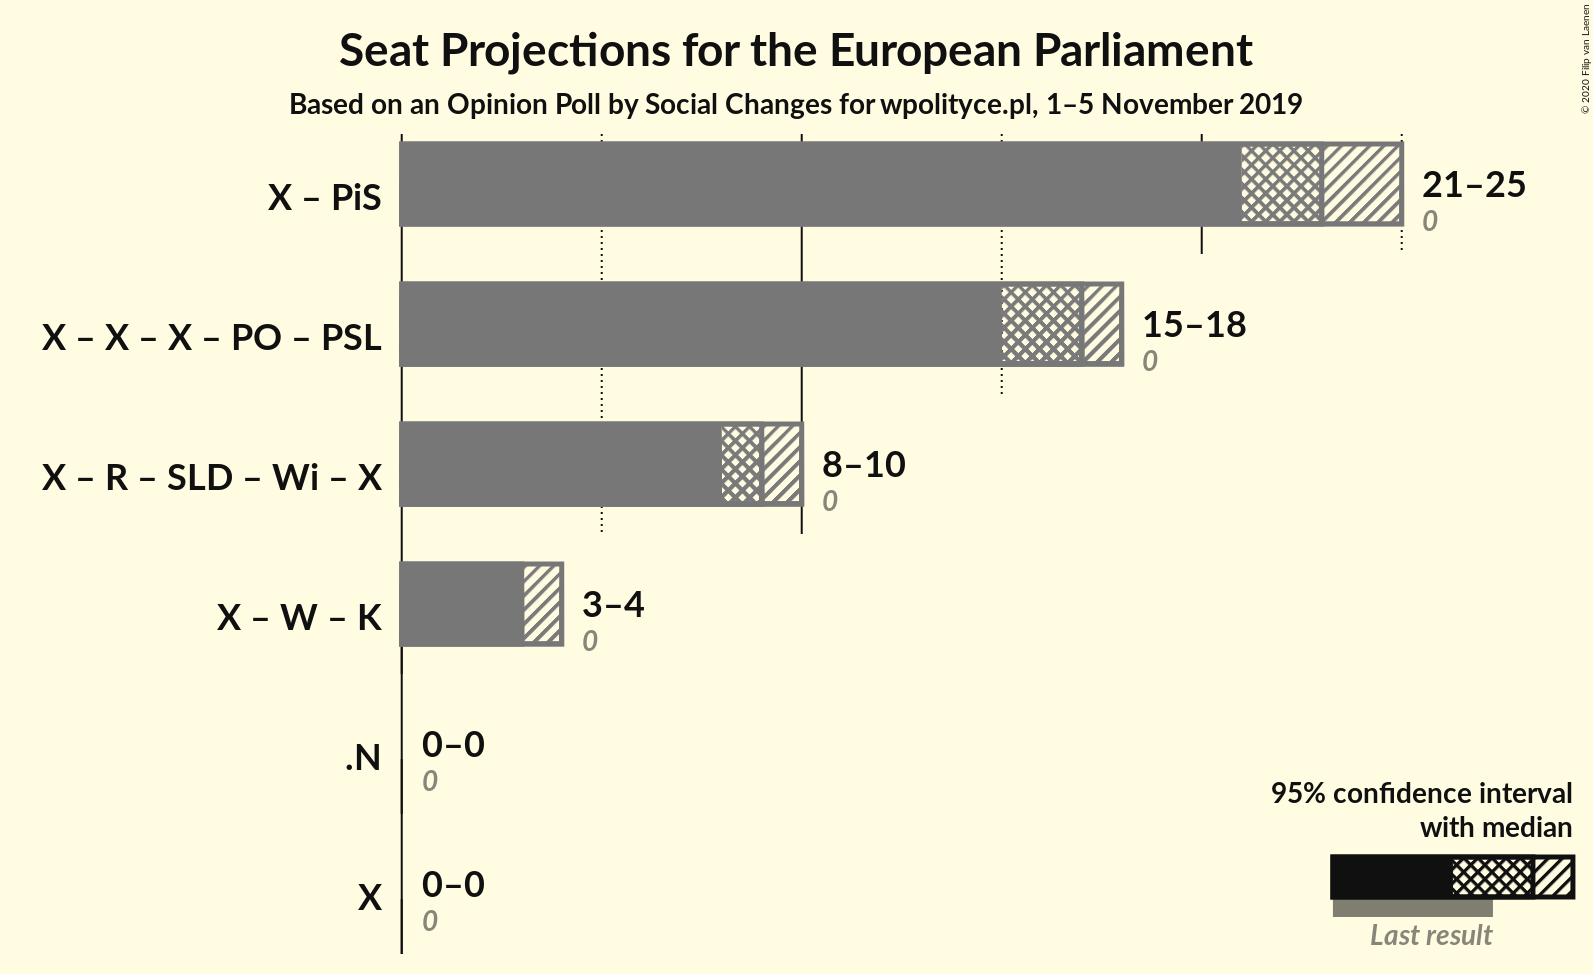 Seat Projections for the European Parliament
Based on an Opinion Poll by Social Changes for wpolityce.pl, 1–5 November 2019
© 2020 Filip van Laenen
X – PiS
21–25
0
X – X – X – PO – PSL
15–18
0
X – R – SLD – Wi – X
8–10
0
X – W – K
3–4
0
.N
0–0
0
X
0–0
0
95% confidence interval
with median
Last result